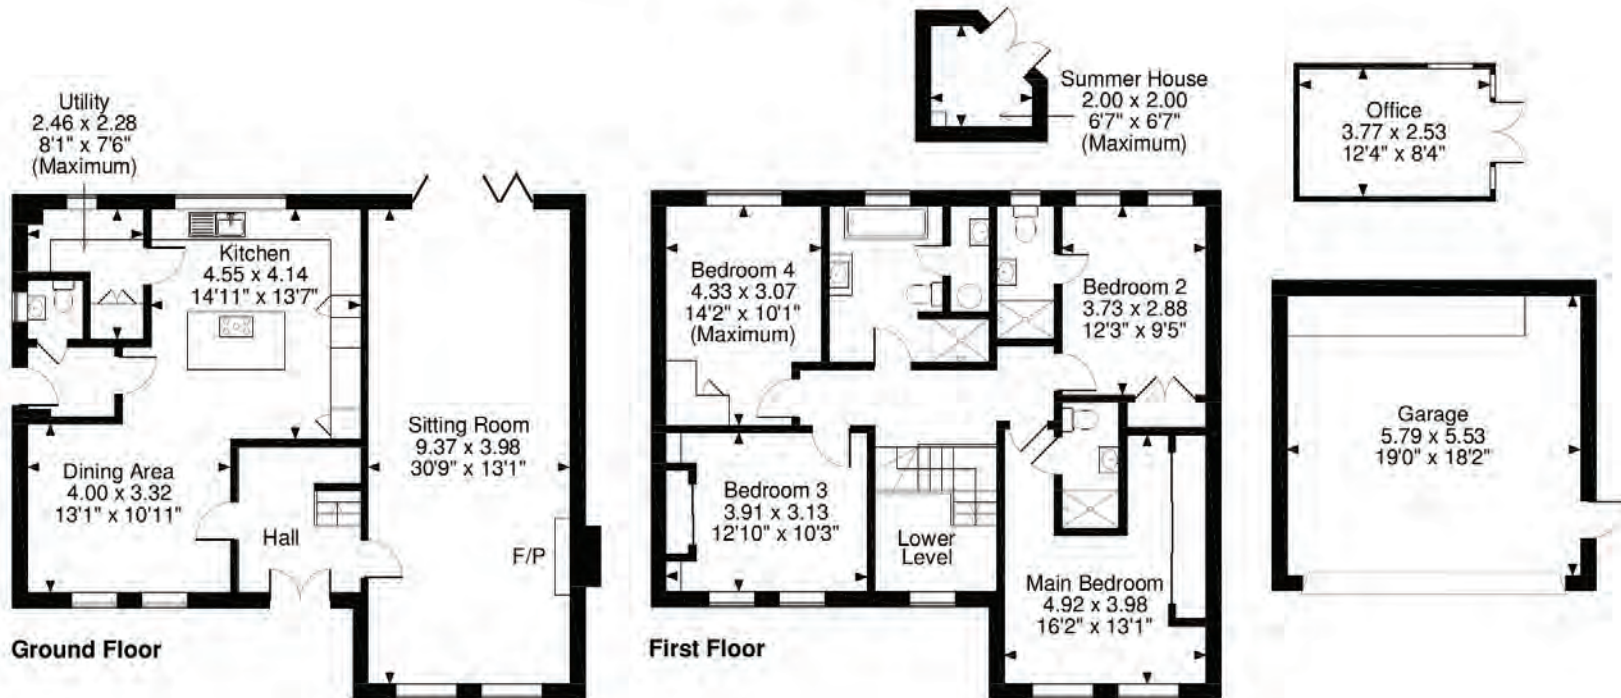 Utility
2.46 x 2.28
8'1" x 7'6"
(Maximum)
Kitchen
4.55 x 4.14
14'11" x 13'7"
Dining Area
4.00 x 3.32
13'1" x 10'11"
Hall
Sitting Room
9.37 x 3.98
30'9" x 13'1"
F/P
Ground Floor
Summer House
2.00 x 2.00
6'7" x 6'7"
(Maximum)
Bedroom 4
4.33 x 3.07
14'2" x 10'1"
(Maximum)
Bedroom 2
3.73 x 2.88
12'3" x 9'5"
Bedroom 3
3.91 x 3.13
12'10" x 10'3"
Lower
Level
Main Bedroom
4.92 x 3.98
16'2" x 13'1"
First Floor
Office
3.77 x 2.53
12'4" x 8'4"
Garage
5.79 x 5.53
19'0" x 18'2"